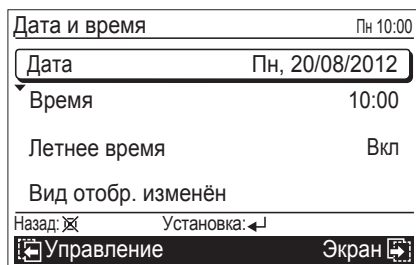 Дата и время Пн 10:00
Дата Пн, 20/08/2012
Время 10:00
Летнее время Вкл
Вид отобр. изменён
Назад: Установка:
Управление Экран